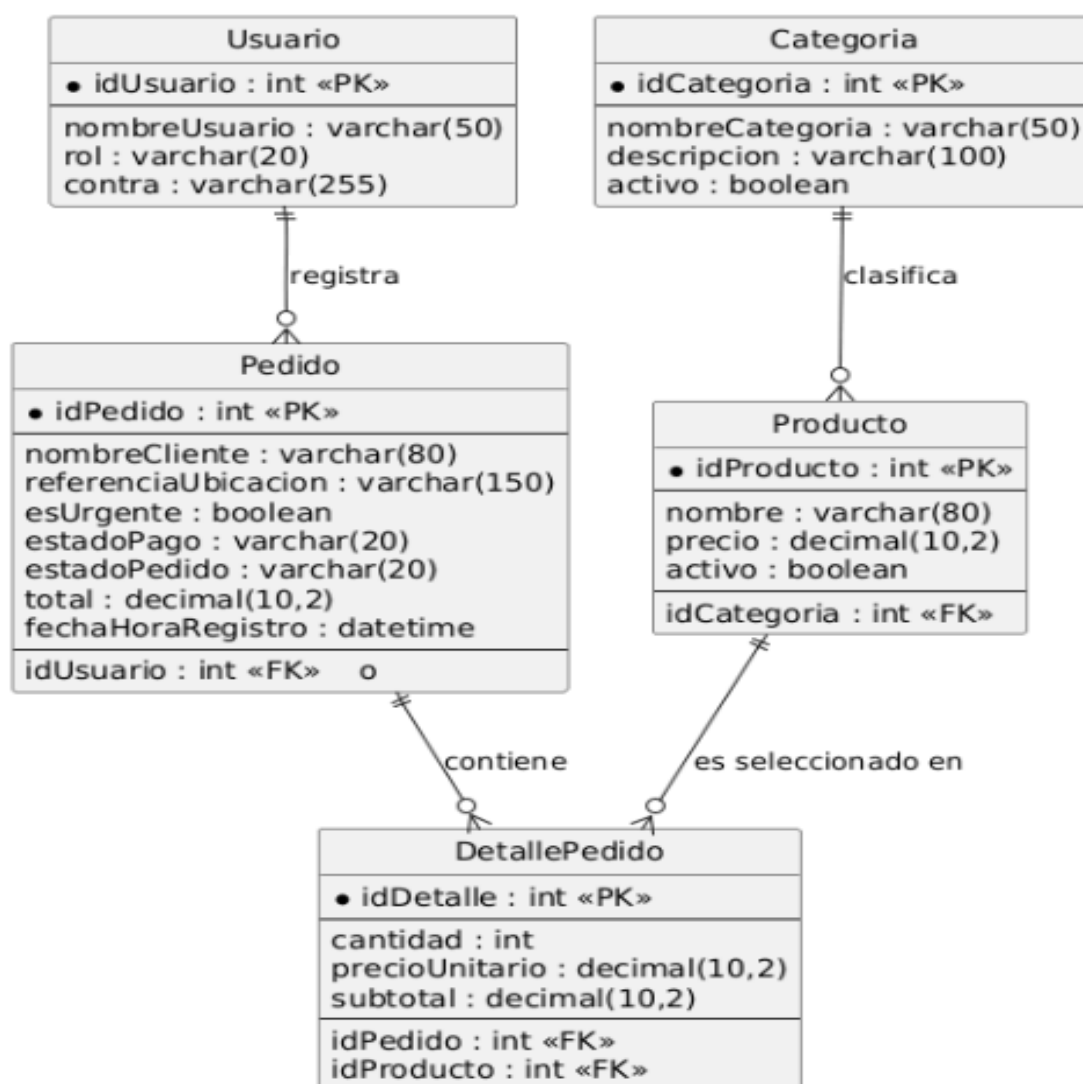 Usuario
• idUsuario : int «PK»
nombreUsuario : varchar(50)
rol : varchar(20)
contra : varchar(255)
Categoria
• idCategoria : int «PK»
nombreCategoria : varchar(50)
descripcion : varchar(100)
activo : boolean
registra
clasifica
Pedido
• idPedido : int «PK»
nombreCliente : varchar(80)
referenciaUbicacion : varchar(150)
esUrgente : boolean
estadoPago : varchar(20)
estadoPedido : varchar(20)
total : decimal(10,2)
fechaHoraRegistro : datetime
idUsuario : int «FK» o
Producto
• idProducto : int «PK»
nombre : varchar(80)
precio : decimal(10,2)
activo : boolean
idCategoria : int «FK»
contiene
es seleccionado en
DetallePedido
• idDetalle : int «PK»
cantidad : int
precioUnitario : decimal(10,2)
subtotal : decimal(10,2)
idPedido : int «FK»
idProducto : int «FK»